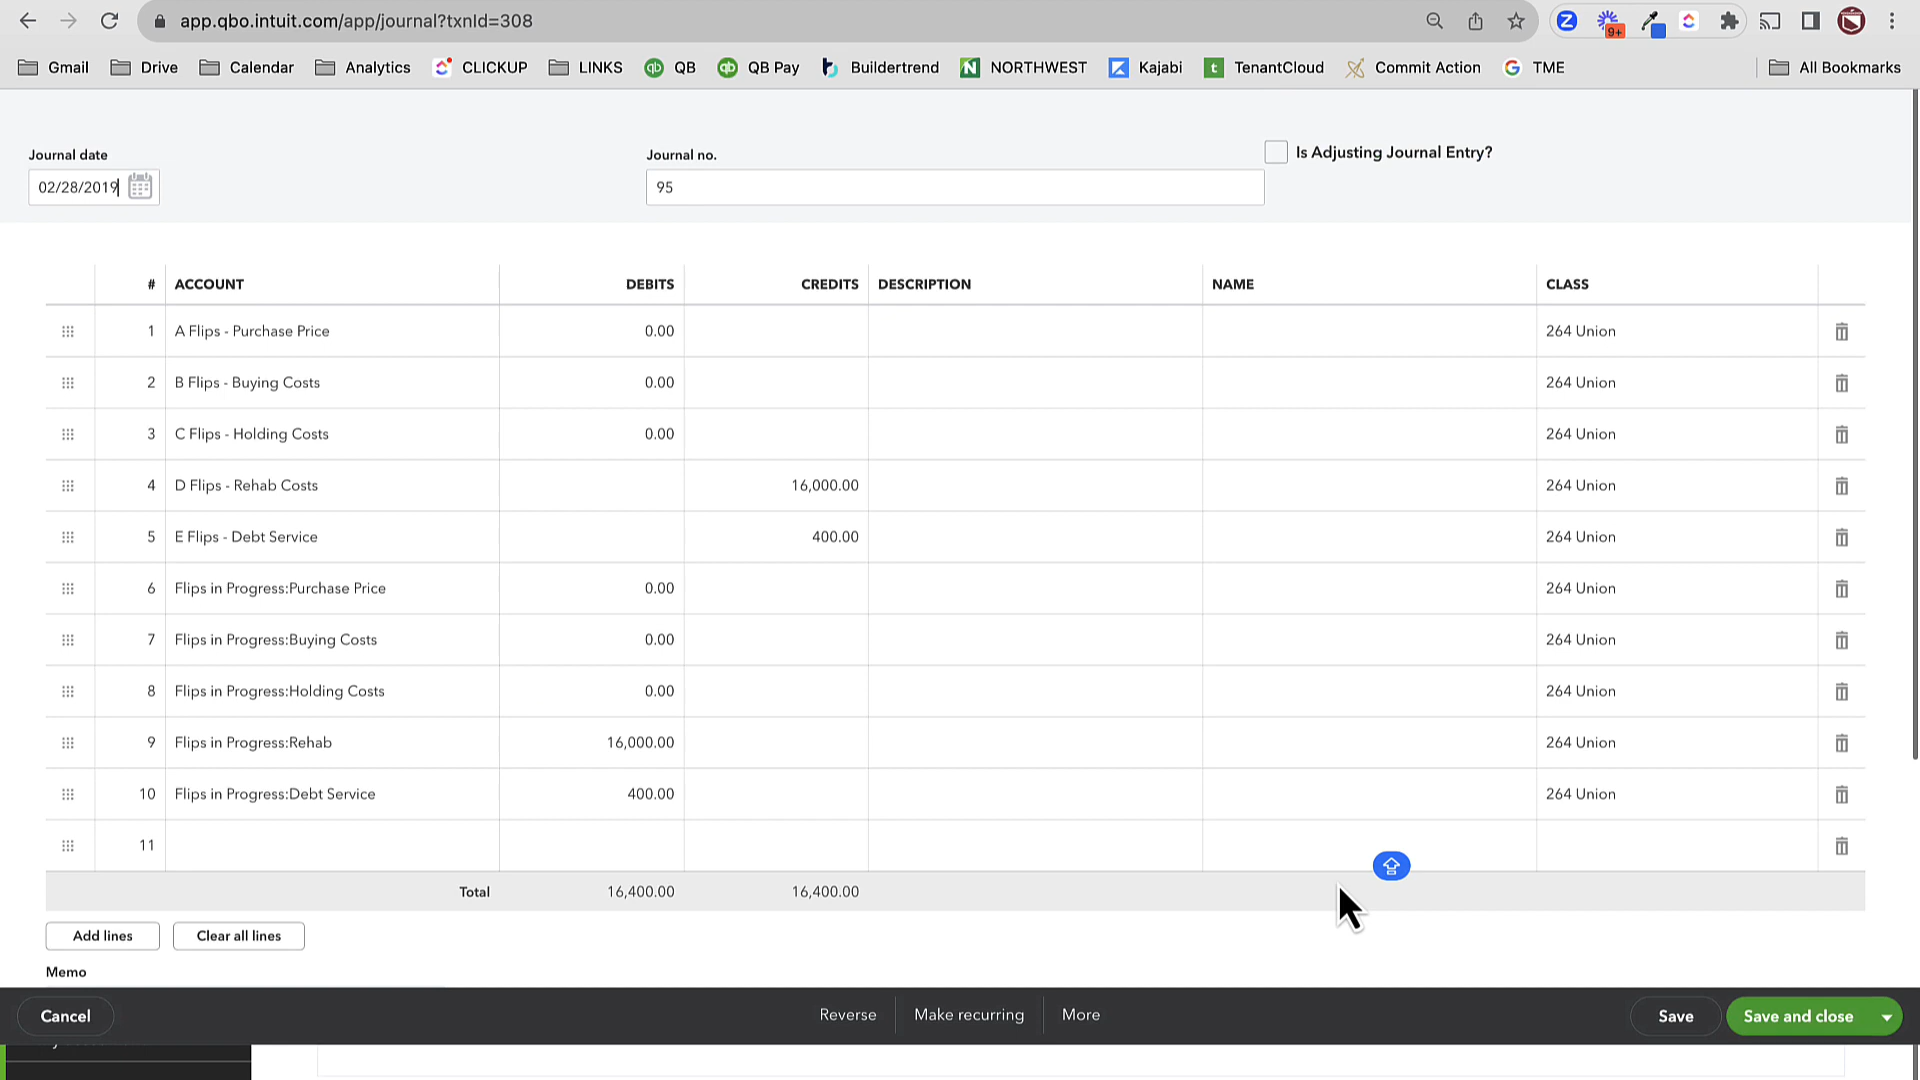 app.qbo.intuit.com/app/journal?txnId=308
9+
Gmail Drive Calendar Analytics CLICKUP LINKS QB QB Pay Buildertrend NORTHWEST Kajabi TenantCloud Commit Action TME All Bookmarks
Journal date Journal no. Is Adjusting Journal Entry?
02/28/2019 95
# ACCOUNT DEBITS CREDITS DESCRIPTION NAME CLASS
1 A Flips - Purchase Price 0.00 264 Union
2 B Flips - Buying Costs 0.00 264 Union
3 C Flips - Holding Costs 0.00 264 Union
4 D Flips - Rehab Costs 16,000.00 264 Union
5 E Flips - Debt Service 400.00 264 Union
6 Flips in Progress:Purchase Price 0.00 264 Union
7 Flips in Progress:Buying Costs 0.00 264 Union
8 Flips in Progress:Holding Costs 0.00 264 Union
9 Flips in Progress:Rehab 16,000.00 264 Union
10 Flips in Progress:Debt Service 400.00 264 Union
11
Total 16,400.00 16,400.00
Add lines Clear all lines
Memo
Cancel Reverse Make recurring More Save Save and close